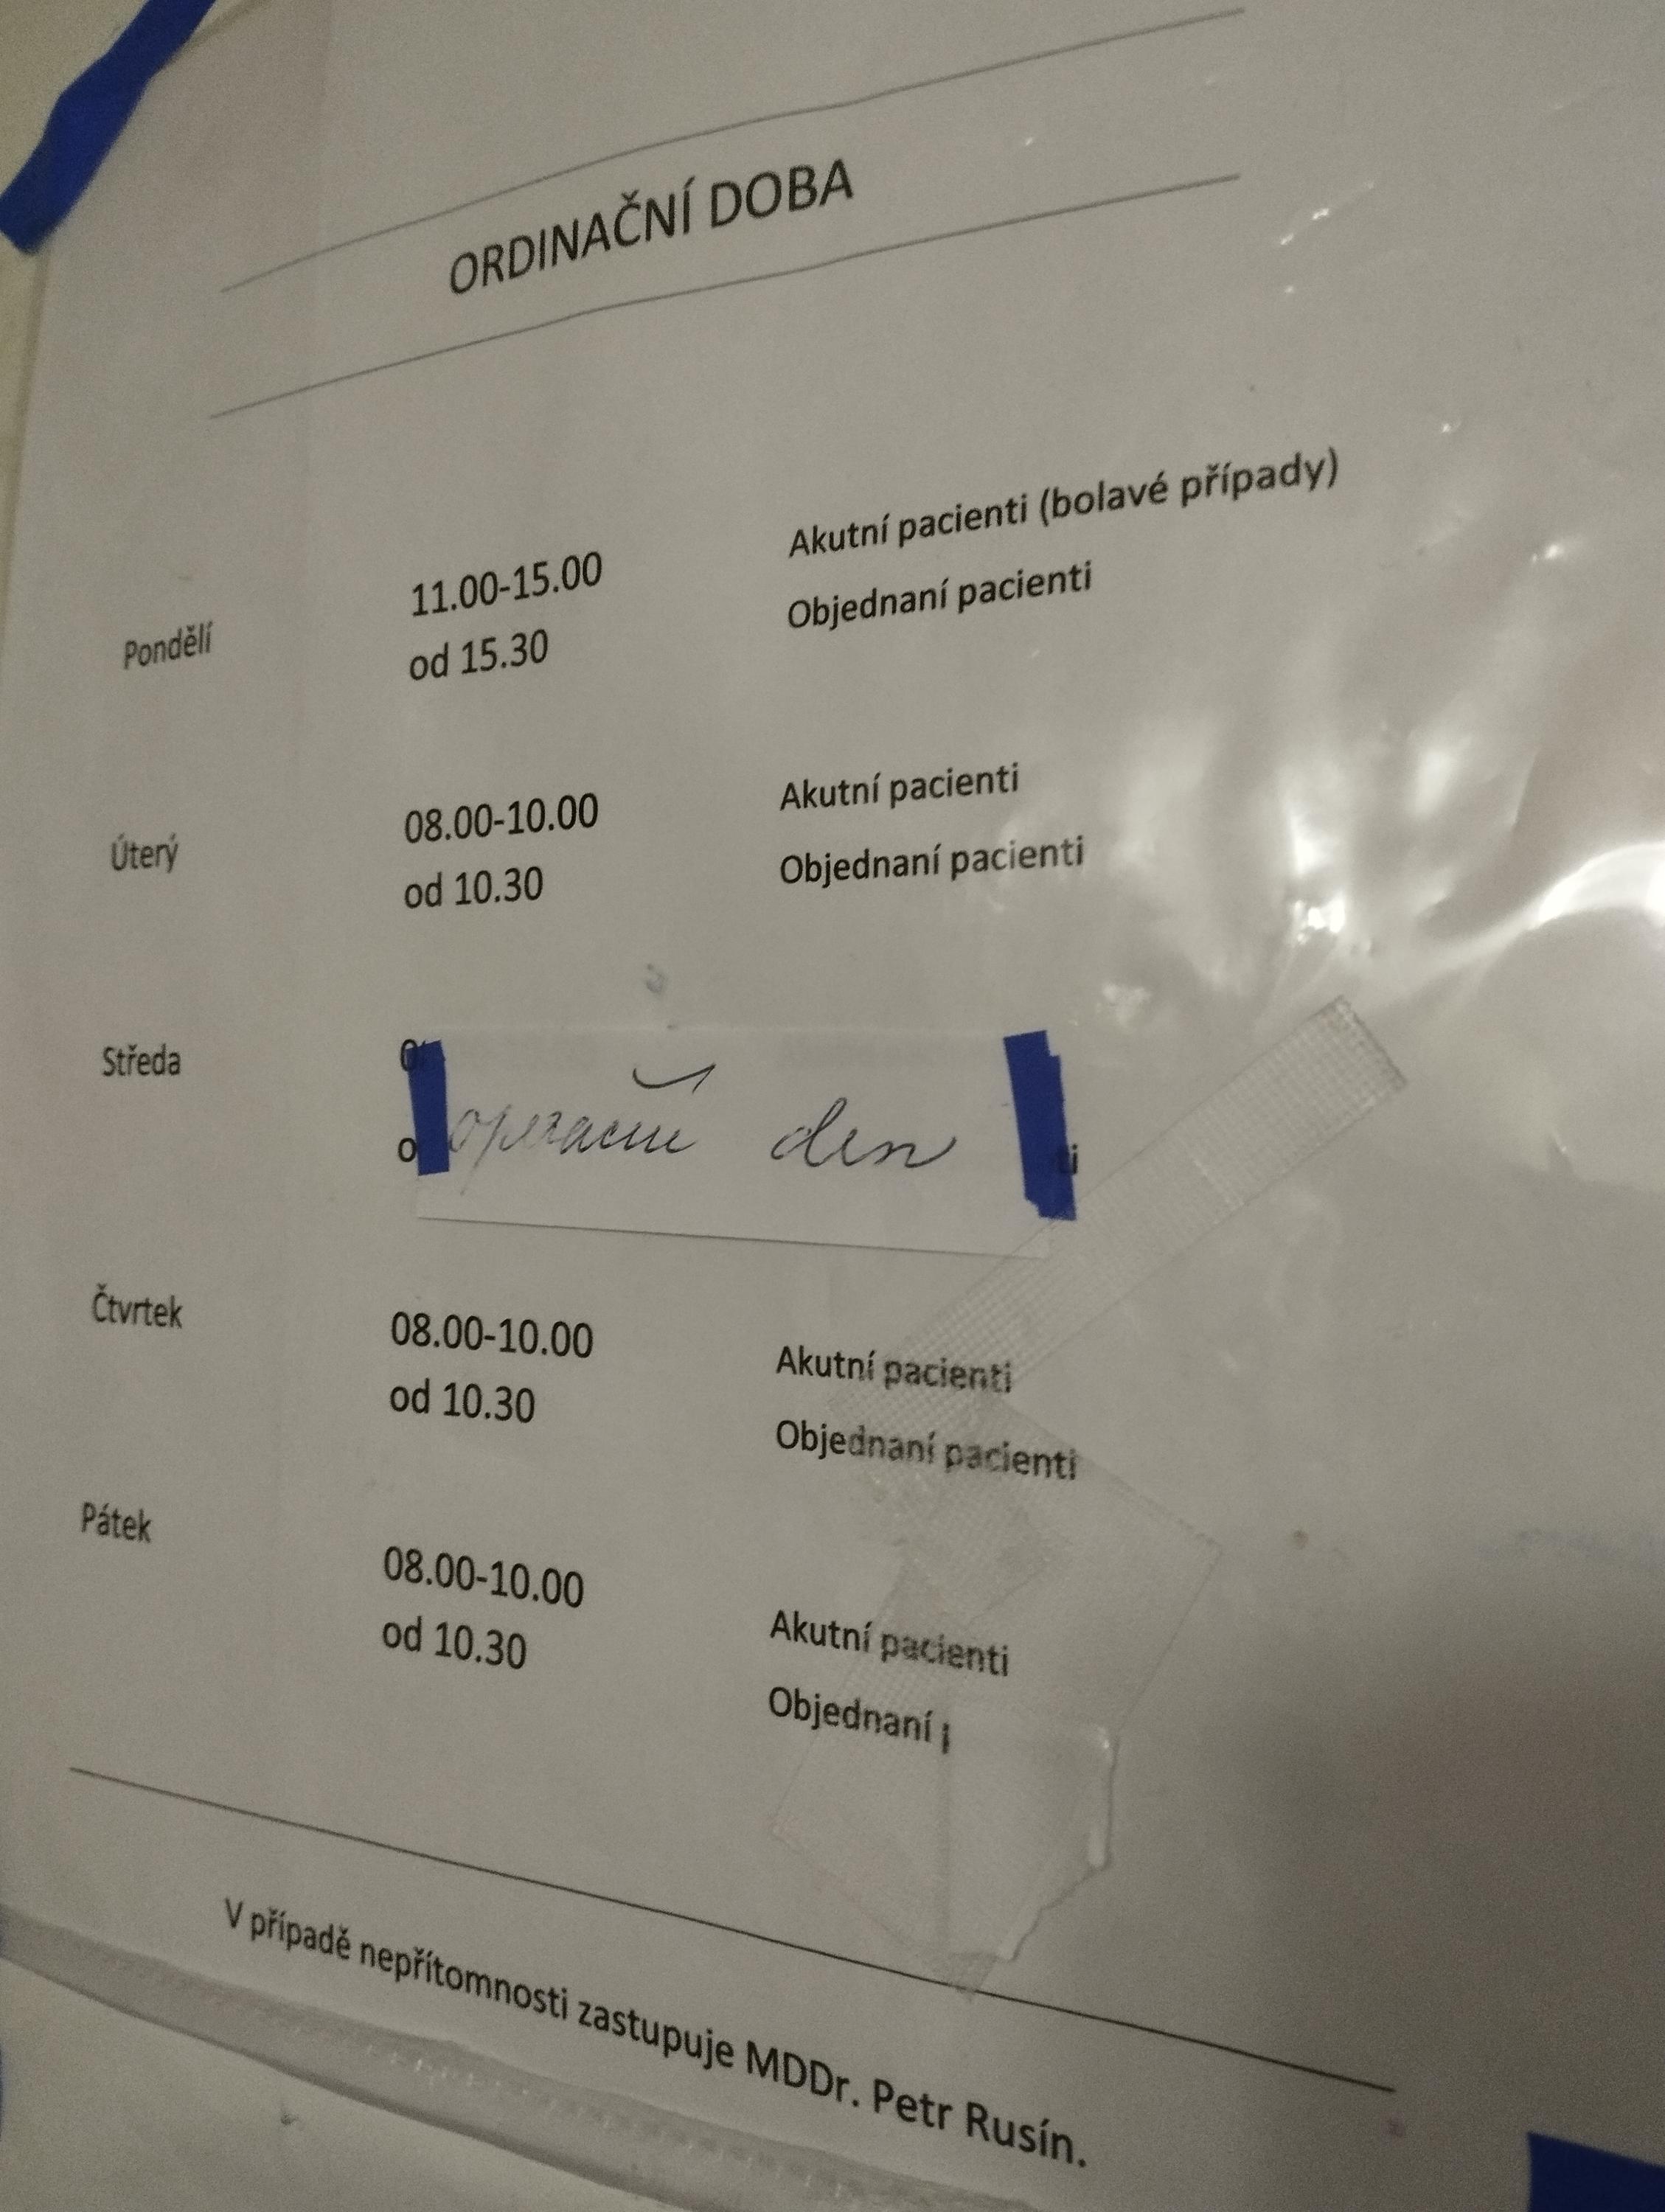 ORDINAČNÍ DOBA
Pondělí 11.00-15.00 Akutní pacienti (bolavé případy)
od 15.30 Objednaní pacienti
Úterý 08.00-10.00 Akutní pacienti
od 10.30 Objednaní pacienti
Středa
operační den
Čtvrtek 08.00-10.00 Akutní pacienti
od 10.30 Objednaní pacienti
Pátek
08.00-10.00 Akutní pacienti
od 10.30 Objednaní
V případě nepřítomnosti zastupuje MDDr. Petr Rusín.